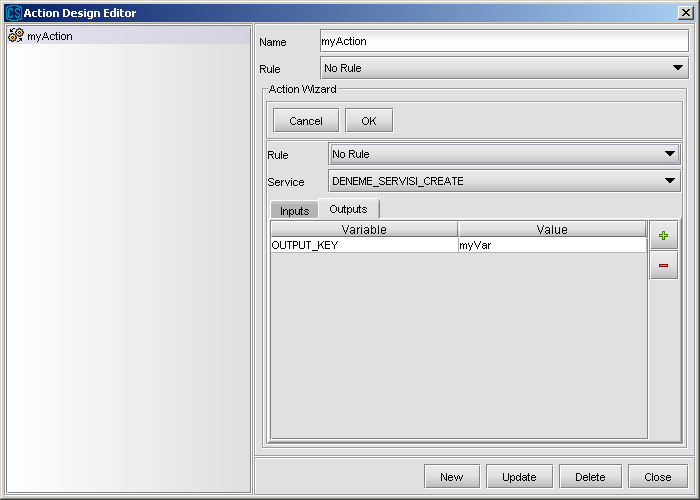 CS Action Design Editor
myAction
Name myAction
Rule No Rule
Action Wizard
Cancel OK
Rule No Rule
Service DENEME_SERVISI_CREATE
Inputs Outputs
Variable Value
OUTPUT_KEY myVar
New Update Delete Close